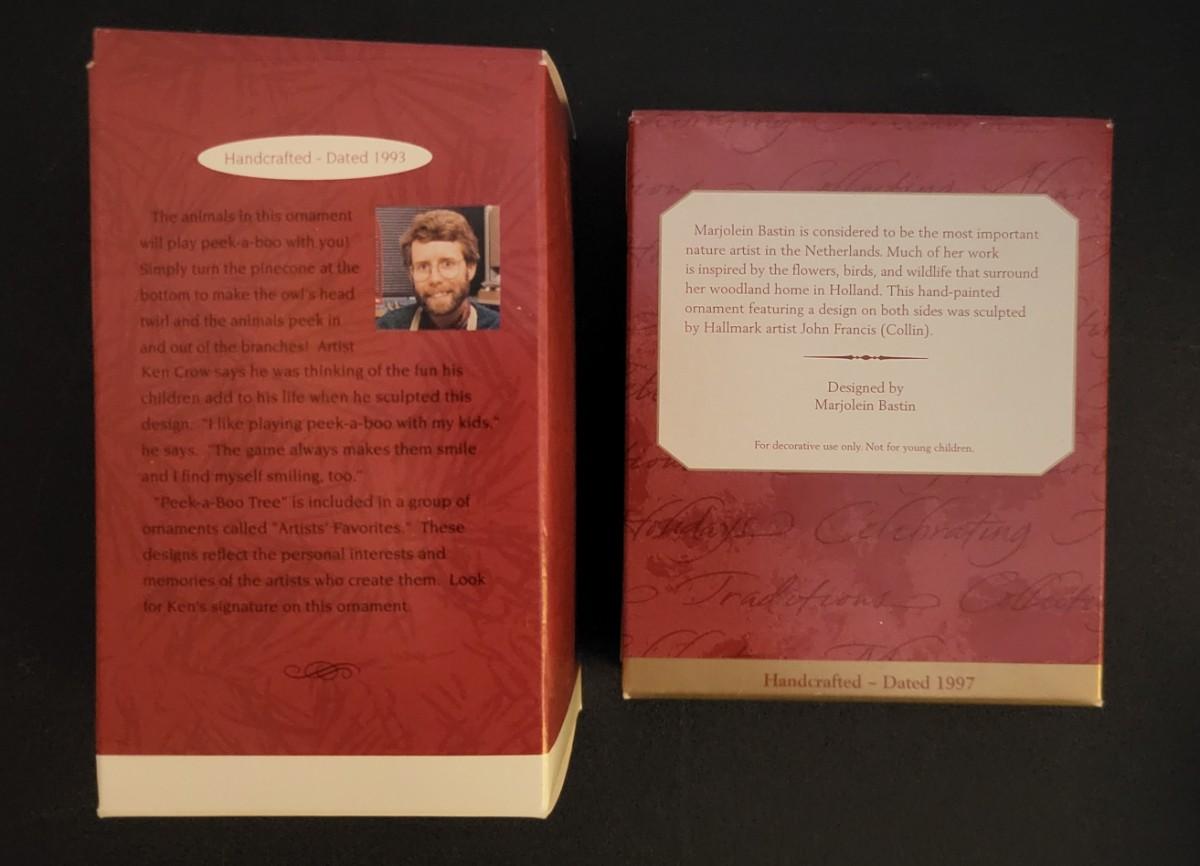 Handcrafted - Dated 1993
The animals in this ornament
will play peek-a-boo with you!
Simply turn the pinecone at the
bottom to make the owl's head
twirl and the animals peek in
and out of the branches! Artist
Ken Crow says he was thinking of the fun his
children add to his life when he sculpted this
design. "I like playing peek-a-boo with my kids,"
he says. "The game always makes them smile
and I find myself smiling, too."
"Peek-a-Boo Tree" is included in a group of
ornaments called "Artists' Favorites." These
designs reflect the personal interests and
memories of the artists who create them. Look
for Ken's signature on this ornament.
Marjolein Bastin is considered to be the most important
nature artist in the Netherlands. Much of her work
is inspired by the flowers, birds, and wildlife that surround
her woodland home in Holland. This hand-painted
ornament featuring a design on both sides was sculpted
by Hallmark artist John Francis (Collin).
Designed by
Marjolein Bastin
For decorative use only. Not for young children.
Holidays Celebrating
Traditions
Handcrafted ~ Dated 1997